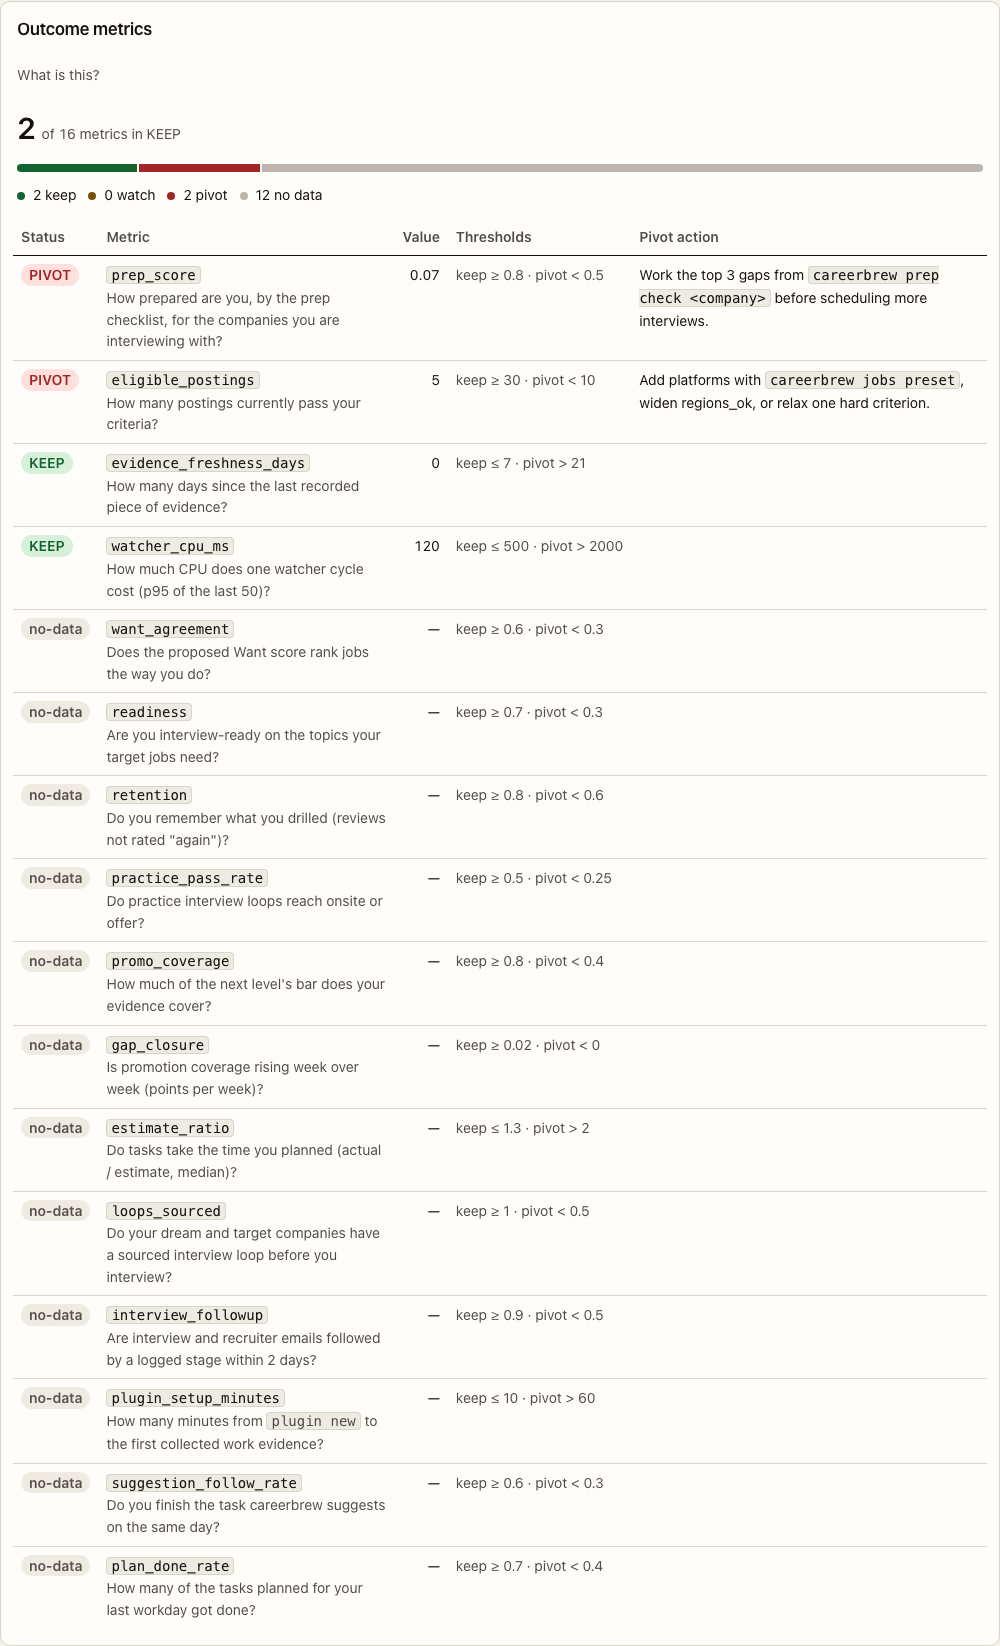 Outcome metrics
What is this?
2 of 16 metrics in KEEP
2 keep 0 watch 2 pivot 12 no data
Status Metric Value Thresholds Pivot action
PIVOT prep_score 0.07 keep ≥ 0.8 · pivot < 0.5 Work the top 3 gaps from careerbrew prep
How prepared are you, by the prep check <company> before scheduling more
checklist, for the companies you are interviews.
interviewing with?
PIVOT eligible_postings 5 keep ≥ 30 · pivot < 10 Add platforms with careerbrew jobs preset,
How many postings currently pass your widen regions_ok, or relax one hard criterion.
criteria?
KEEP evidence_freshness_days 0 keep ≤ 7 · pivot > 21
How many days since the last recorded
piece of evidence?
KEEP watcher_cpu_ms 120 keep ≤ 500 · pivot > 2000
How much CPU does one watcher cycle
cost (p95 of the last 50)?
no-data want_agreement — keep ≥ 0.6 · pivot < 0.3
Does the proposed Want score rank jobs
the way you do?
no-data readiness — keep ≥ 0.7 · pivot < 0.3
Are you interview-ready on the topics your
target jobs need?
no-data retention — keep ≥ 0.8 · pivot < 0.6
Do you remember what you drilled (reviews
not rated "again")?
no-data practice_pass_rate — keep ≥ 0.5 · pivot < 0.25
Do practice interview loops reach onsite or
offer?
no-data promo_coverage — keep ≥ 0.8 · pivot < 0.4
How much of the next level's bar does your
evidence cover?
no-data gap_closure — keep ≥ 0.02 · pivot < 0
Is promotion coverage rising week over
week (points per week)?
no-data estimate_ratio — keep ≤ 1.3 · pivot > 2
Do tasks take the time you planned (actual
/ estimate, median)?
no-data loops_sourced — keep ≥ 1 · pivot < 0.5
Do your dream and target companies have
a sourced interview loop before you
interview?
no-data interview_followup — keep ≥ 0.9 · pivot < 0.5
Are interview and recruiter emails followed
by a logged stage within 2 days?
no-data plugin_setup_minutes — keep ≤ 10 · pivot > 60
How many minutes from plugin new to
the first collected work evidence?
no-data suggestion_follow_rate — keep ≥ 0.6 · pivot < 0.3
Do you finish the task careerbrew suggests
on the same day?
no-data plan_done_rate — keep ≥ 0.7 · pivot < 0.4
How many of the tasks planned for your
last workday got done?